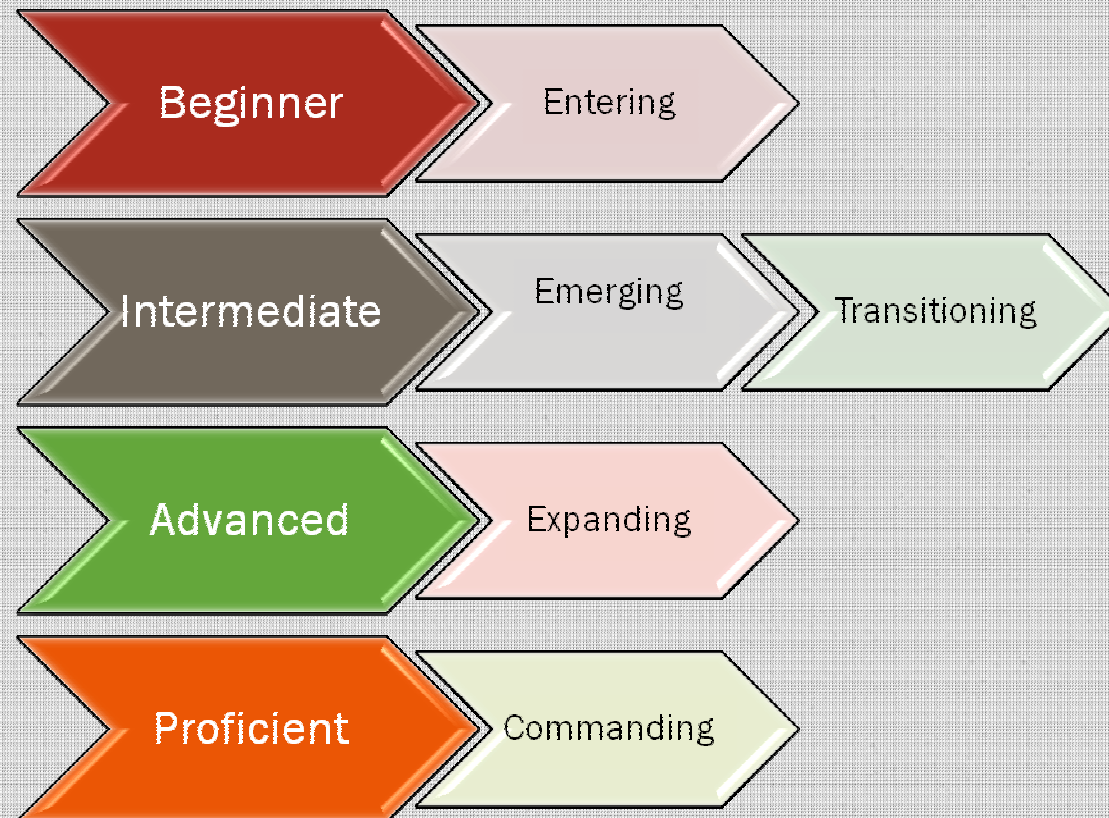 Beginner
Entering
Intermediate
Emerging
Transitioning
Advanced
Expanding
Proficient
Commanding